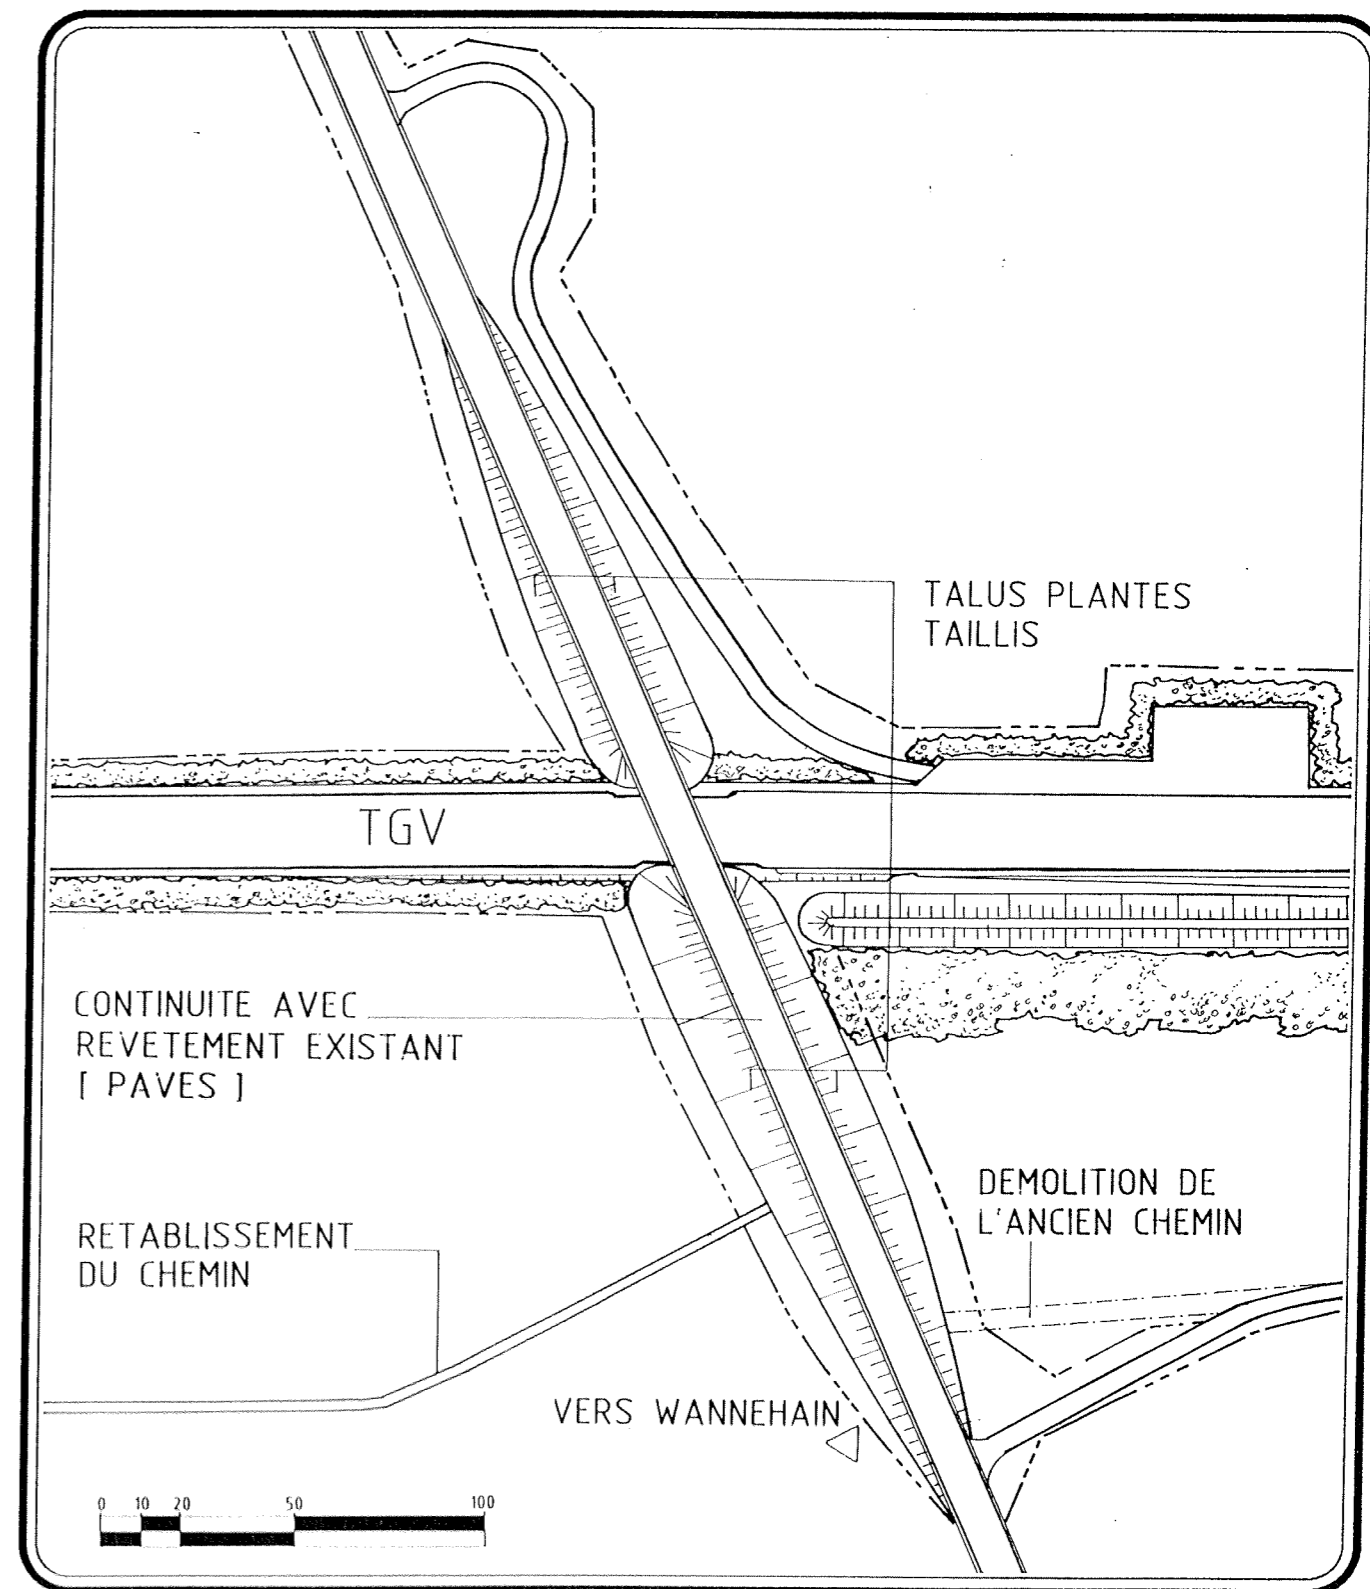 TALUS PLANTES
TAILLIS
TGV
CONTINUITE AVEC
REVETEMENT EXISTANT
[ PAVES ]
DEMOLITION DE
L'ANCIEN CHEMIN
RETABLISSEMENT
DU CHEMIN
VERS WANNEHAIN
0 10 20 50 100